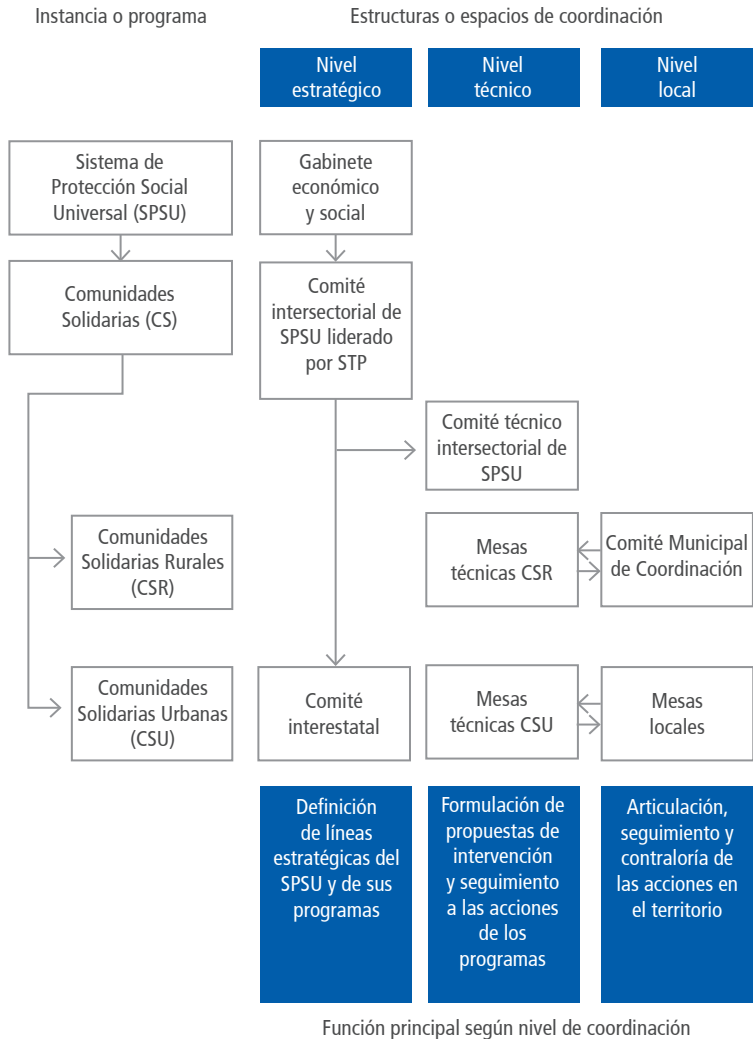 Instancia o programa
Estructuras o espacios de coordinación
Nivel
estratégico
Nivel
técnico
Nivel
local
Sistema de
Protección Social
Universal (SPSU)
Gabinete
económico
y social
Comunidades
Solidarias (CS)
Comité
intersectorial de
SPSU liderado
por STP
Comité técnico
intersectorial de
SPSU
Comunidades
Solidarias Rurales
(CSR)
Mesas
técnicas CSR
Comité Municipal
de Coordinación
Comunidades
Solidarias Urbanas
(CSU)
Comité
interestatal
Mesas
técnicas CSU
Mesas
locales
Definición
de líneas
estratégicas del
SPSU y de sus
programas
Formulación de
propuestas de
intervención
y seguimiento
a las acciones
de los
programas
Articulación,
seguimiento y
contraloría de
las acciones en
el territorio
Función principal según nivel de coordinación